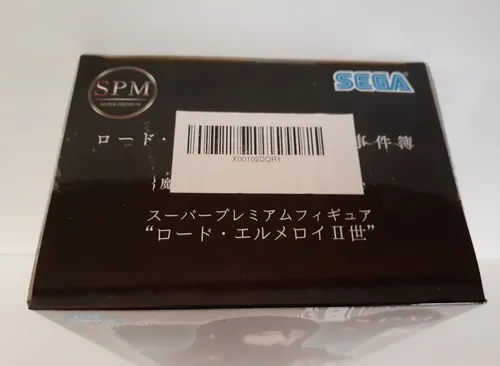 SPM
SUPER PREMIUM
SEGA
ロード・
事件簿
X00102DQR1
{魔
スーパープレミアムフィギュア
“ロード・エルメロイⅡ世”